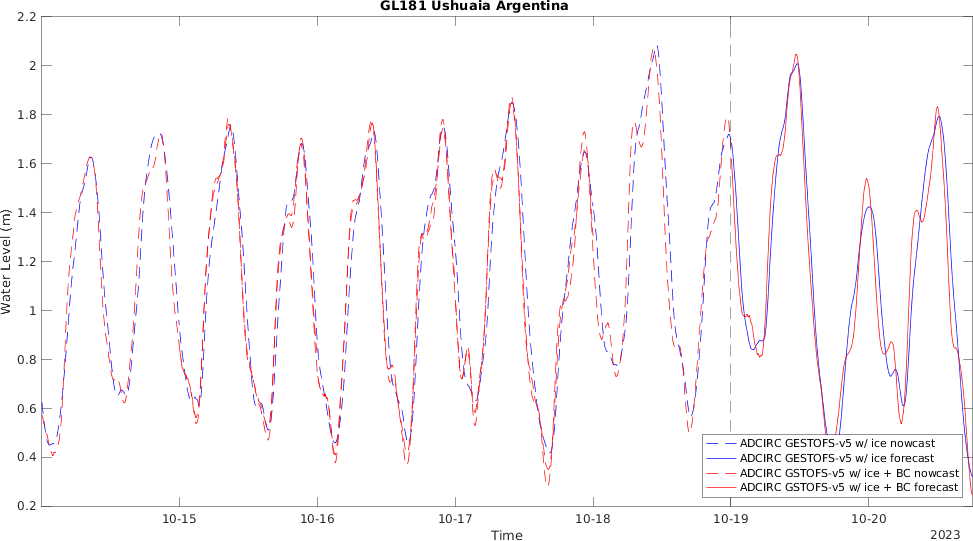 GL181 Ushuaia Argentina
2.2
2
1.8
1.6
1.4
1.2
1
0.8
0.6
0.4
0.2
Water Level (m)
ADCIRC GESTOFS-v5 w/ ice nowcast
ADCIRC GESTOFS-v5 w/ ice forecast
ADCIRC GSTOFS-v5 w/ ice + BC nowcast
ADCIRC GSTOFS-v5 w/ ice + BC forecast
10-15 10-16 10-17 10-18 10-19 10-20
Time
2023